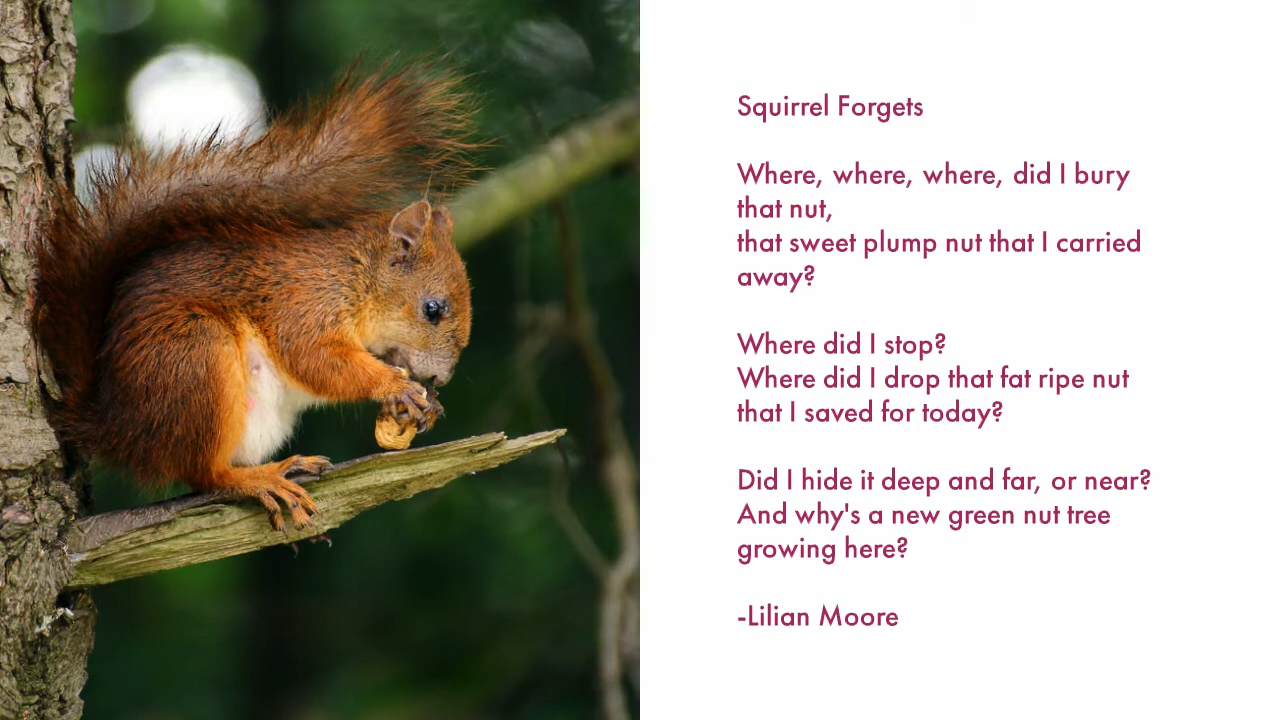 Squirrel Forgets
Where, where, where, did I bury
that nut,
that sweet plump nut that I carried
away?
Where did I stop?
Where did I drop that fat ripe nut
that I saved for today?
Did I hide it deep and far, or near?
And why's a new green nut tree
growing here?
-Lilian Moore